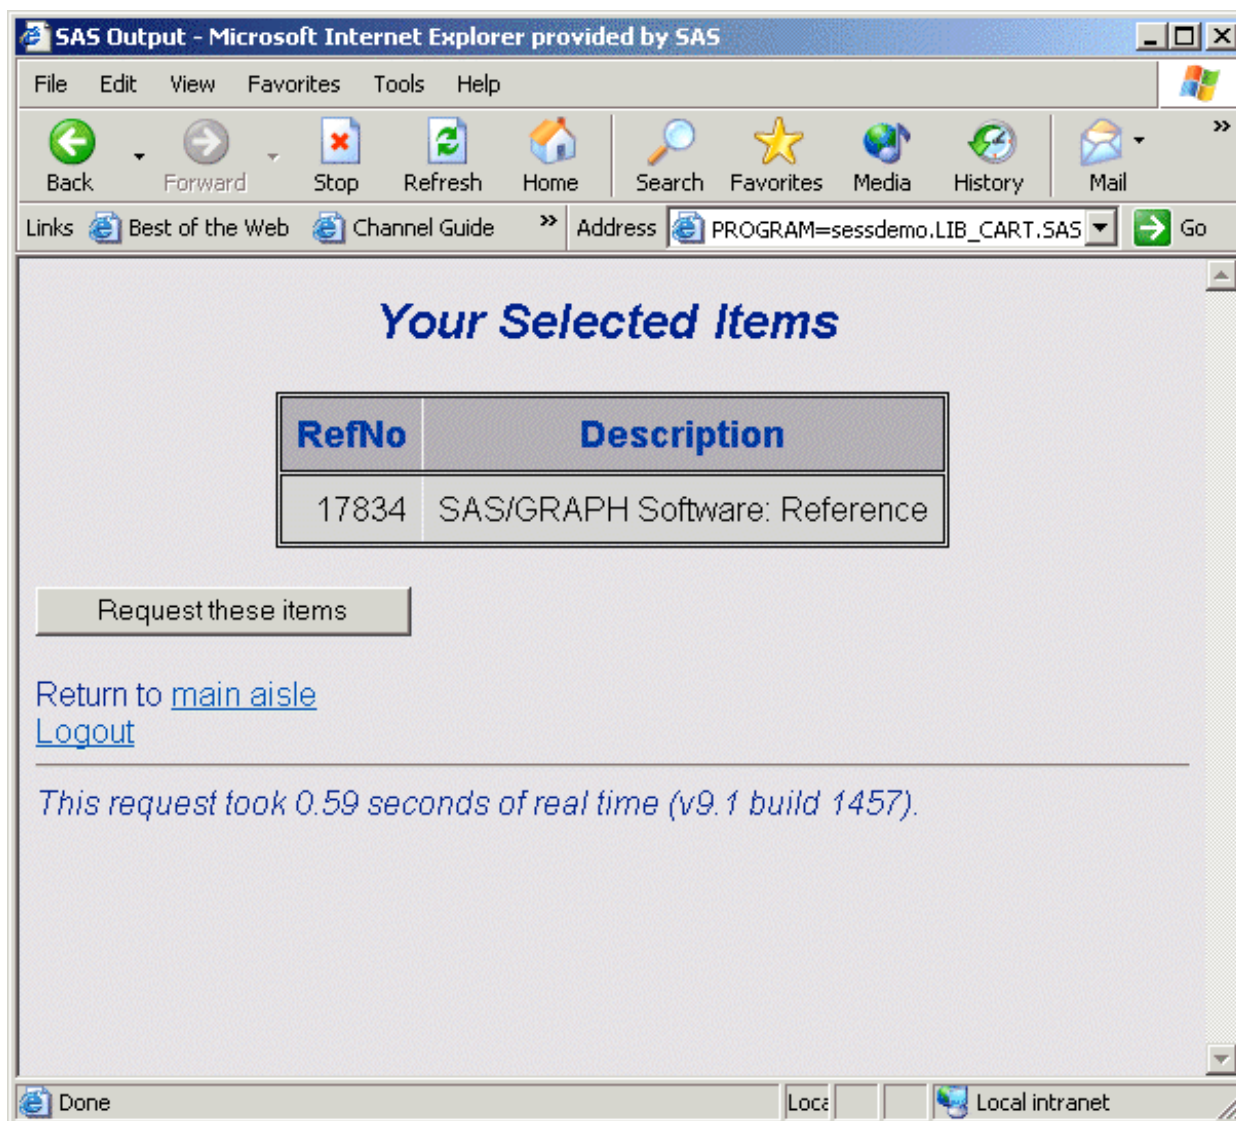 SAS Output - Microsoft Internet Explorer provided by SAS
File Edit View Favorites Tools Help
Back Forward Stop Refresh Home Search Favorites Media History Mail »
Links Best of the Web Channel Guide » Address PROGRAM=sessdemo.LIB_CART.SAS Go
Your Selected Items
RefNo Description
17834 SAS/GRAPH Software: Reference
Request these items
Return to main aisle
Logout
This request took 0.59 seconds of real time (v9.1 build 1457).
Done Loca Local intranet